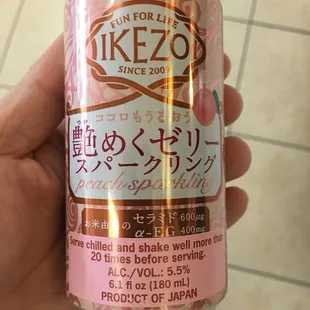 FUN FOR LIFE
IKEZO
SINCE 2009
ココロもうるおう
艶めくゼリー
スパークリング
peach sparkling
お米由来の セラミド 600μg
α-EG 400mg
Serve chilled and shake well more than
20 times before serving.
ALC./VOL.: 5.5%
6.1 fl oz (180 mL)
PRODUCT OF JAPAN